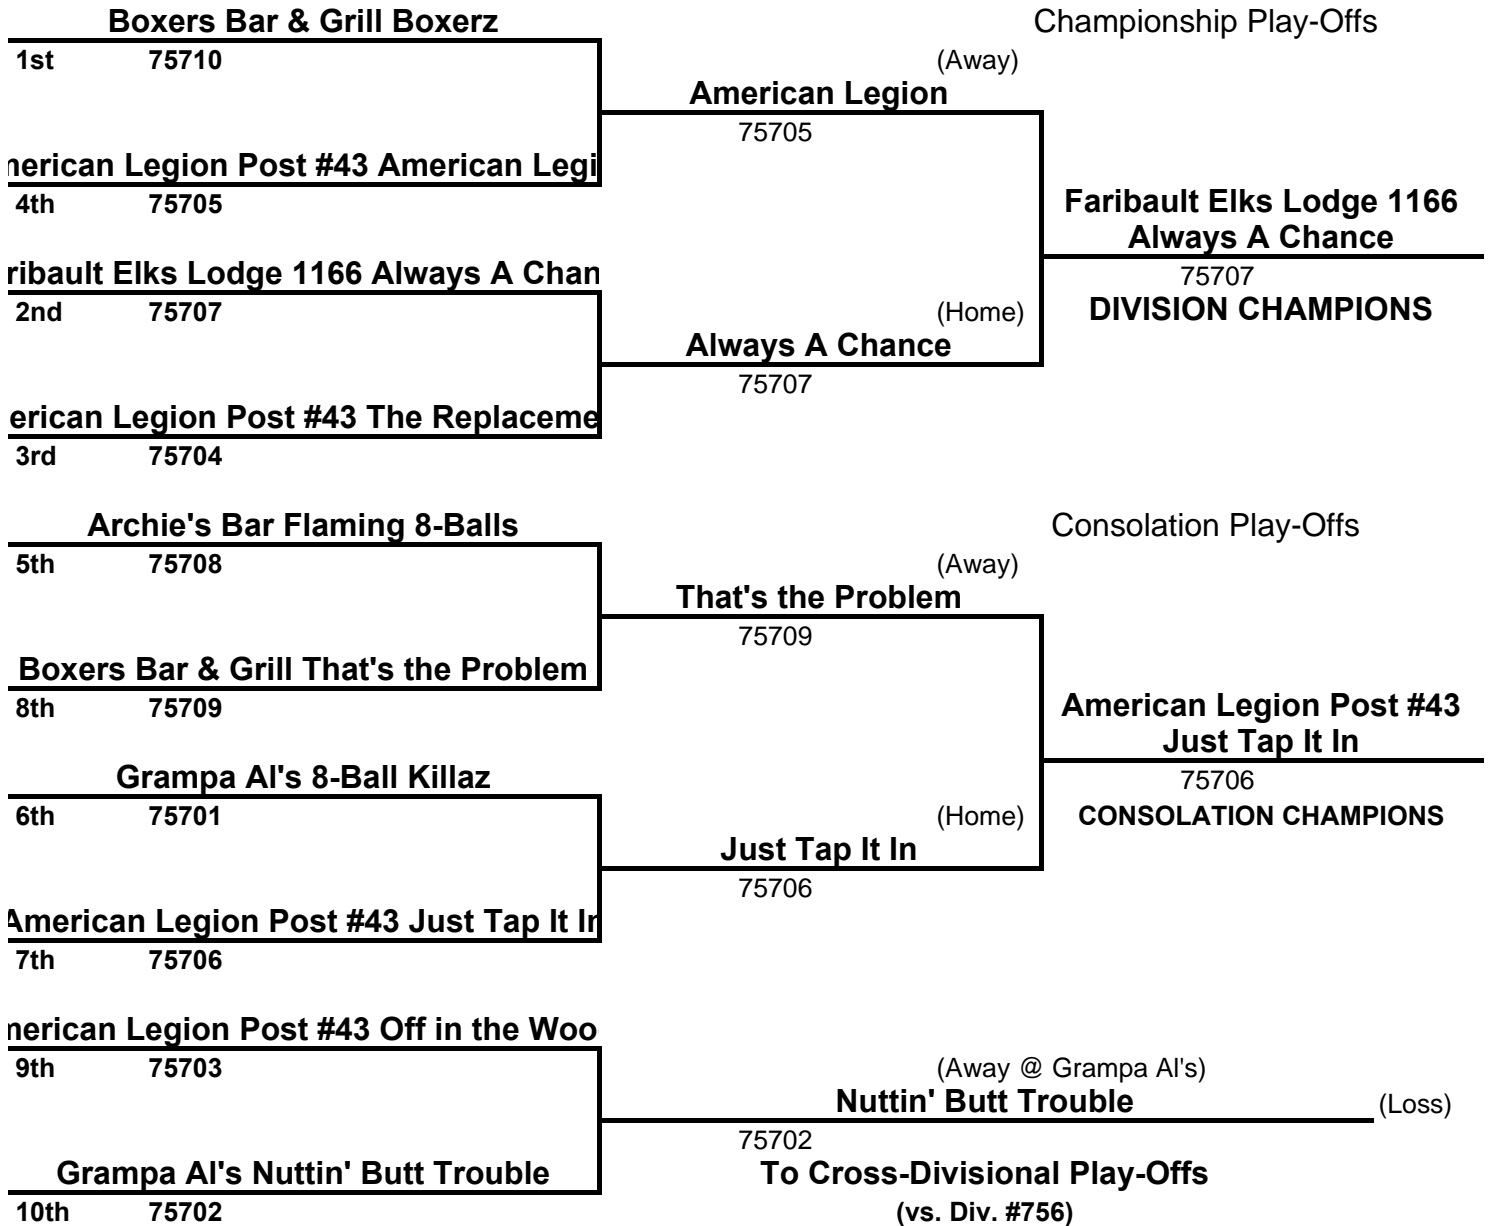 Boxers Bar & Grill Boxerz
Championship Play-Offs
1st 75710
(Away)
American Legion
75705
nerican Legion Post #43 American Legi
4th 75705
Faribault Elks Lodge 1166
Always A Chance
75707
DIVISION CHAMPIONS
ribault Elks Lodge 1166 Always A Chan
2nd 75707
(Home)
Always A Chance
75707
erican Legion Post #43 The Replaceme
3rd 75704
Archie's Bar Flaming 8-Balls
Consolation Play-Offs
5th 75708
(Away)
That's the Problem
75709
Boxers Bar & Grill That's the Problem
8th 75709
American Legion Post #43
Just Tap It In
75706
CONSOLATION CHAMPIONS
Grampa Al's 8-Ball Killaz
6th 75701
(Home)
Just Tap It In
75706
American Legion Post #43 Just Tap It In
7th 75706
nerican Legion Post #43 Off in the Woo
9th 75703
(Away @ Grampa Al's)
Nuttin' Butt Trouble (Loss)
75702
Grampa Al's Nuttin' Butt Trouble
To Cross-Divisional Play-Offs
10th 75702
(vs. Div. #756)